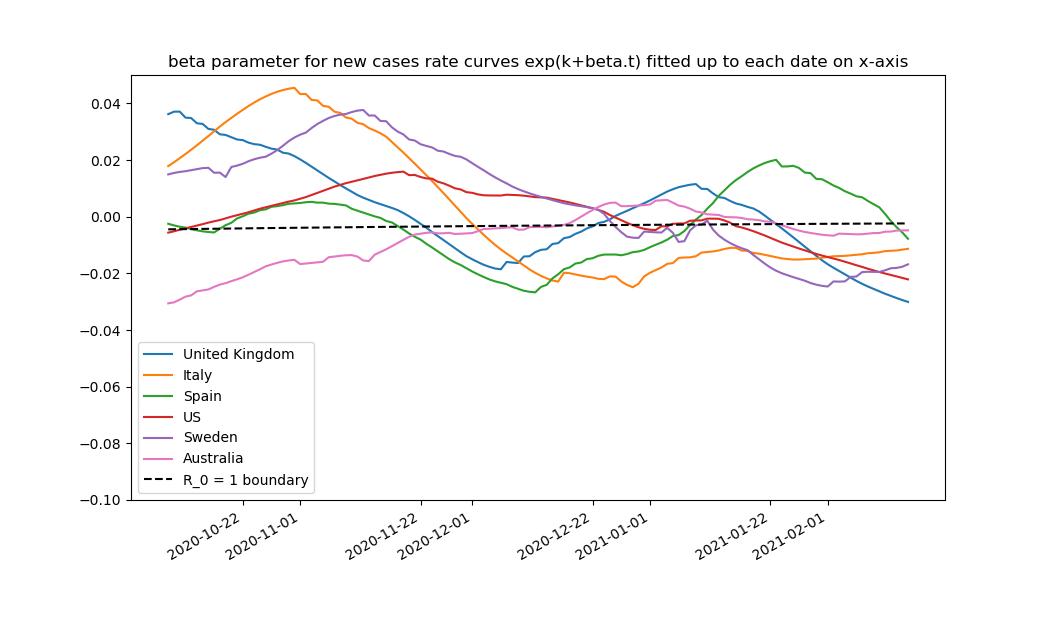 beta parameter for new cases rate curves exp(k+beta.t) fitted up to each date on x-axis
0.04
0.02
0.00
−0.02
−0.04
−0.06
−0.08
−0.10
United Kingdom
Italy
Spain
US
Sweden
Australia
R_0 = 1 boundary
2020-10-22
2020-11-01
2020-11-22
2020-12-01
2020-12-22
2021-01-01
2021-01-22
2021-02-01